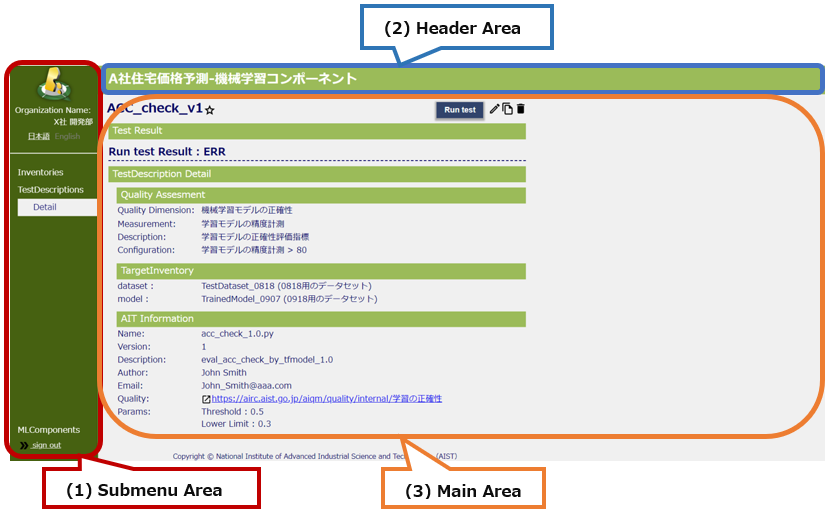 (2) Header Area
A社住宅価格予測-機械学習コンポーネント
Organization Name:
X社 開発部
日本語 English
Inventories
TestDescriptions
Detail
MLComponents
sign out
ACC_check_v1
Run test
Test Result
Run test Result : ERR
TestDescription Detail
Quality Assesment
Quality Dimension: 機械学習モデルの正確性
Measurement: 学習モデルの精度計測
Description: 学習モデルの正確性評価指標
Configuration: 学習モデルの精度計測 > 80
TargetInventory
dataset : TestDataset_0818 (0818用のデータセット)
model : TrainedModel_0907 (0918用のデータセット)
AIT Information
Name: acc_check_1.0.py
Version: 1
Description: eval_acc_check_by_tfmodel_1.0
Author: John Smith
Email: John_Smith@aaa.com
Quality: https://airc.aist.go.jp/aiqm/quality/internal/学習の正確性
Params: Threshold : 0.5
Lower Limit : 0.3
Copyright © National Institute of Advanced Industrial Science and Tec (AIST)
(1) Submenu Area
(3) Main Area